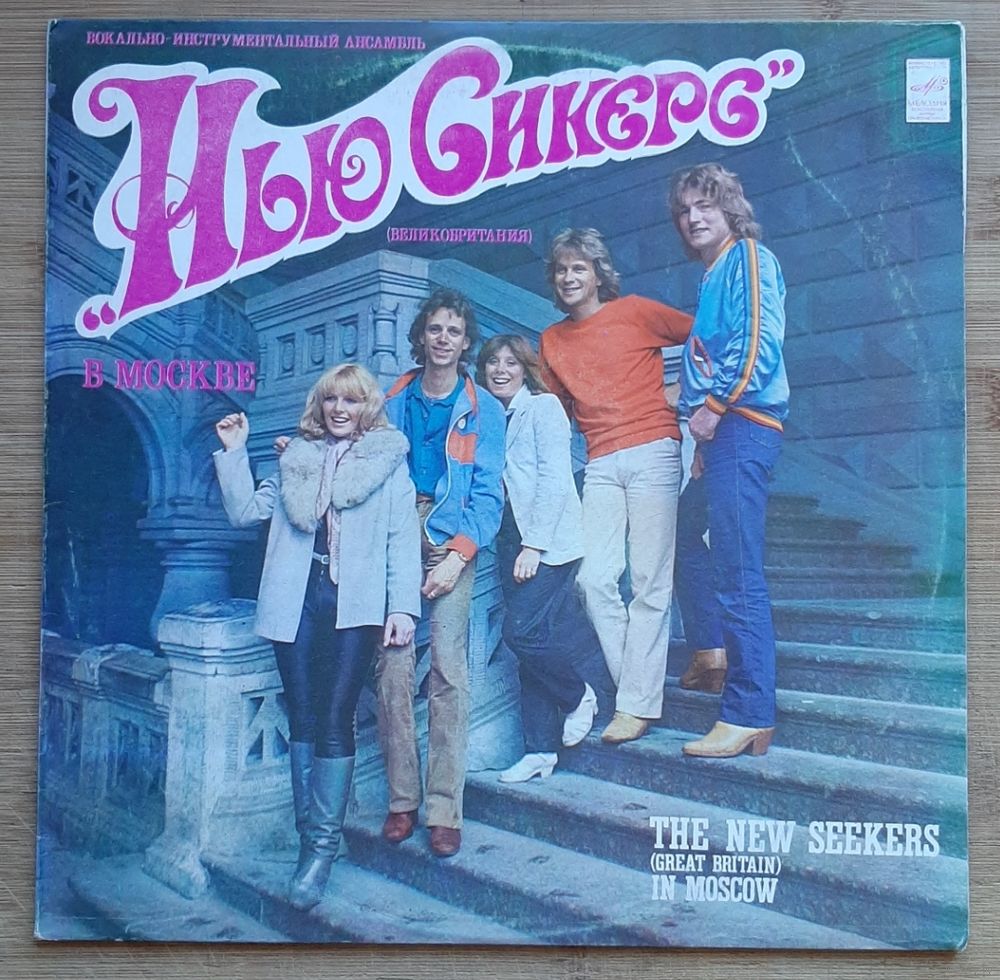 ВОКАЛЬНО-ИНСТРУМЕНТАЛЬНЫЙ АНСАМБЛЬ
„Нью Сикерс”
(ВЕЛИКОБРИТАНИЯ)
В МОСКВЕ
МЕЛОДИЯ
THE NEW SEEKERS
(GREAT BRITAIN)
IN MOSCOW